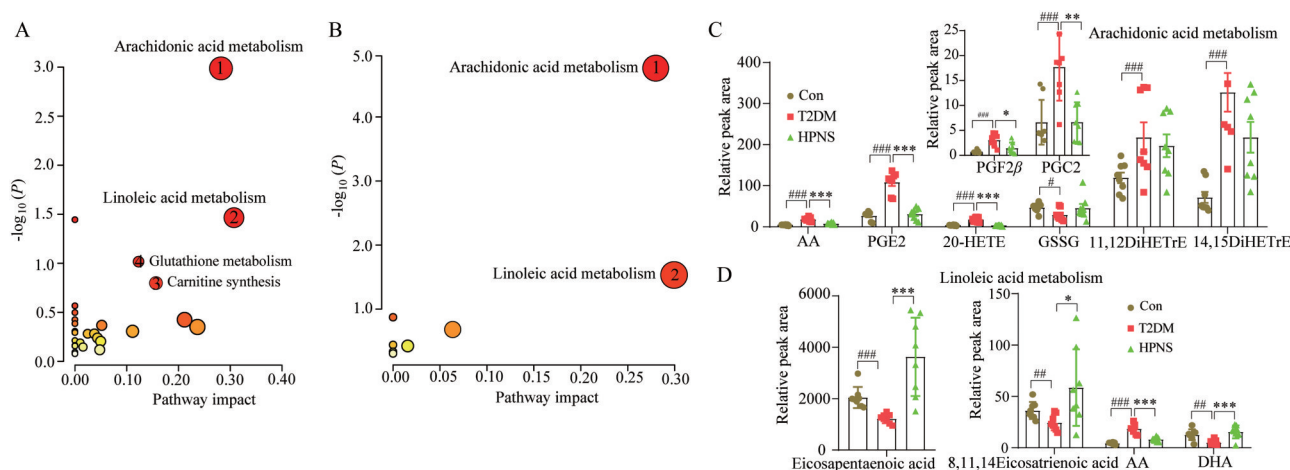 A
Arachidonic acid metabolism
1
Linoleic acid metabolism
2
4 Glutathione metabolism
3 Carnitine synthesis
-log10 (P)
3.0
2.5
2.0
1.5
1.0
0.5
0.0
0.00 0.10 0.20 0.30 0.40
Pathway impact
B
Arachidonic acid metabolism
1
Linoleic acid metabolism
2
-log10 (P)
5.0
4.0
3.0
2.0
1.0
0.00 0.05 0.10 0.15 0.20 0.25 0.30
Pathway impact
C
Arachidonic acid metabolism
Relative peak area
400
300
200
100
0
Con
T2DM
HPNS
Relative peak area
25
20
15
10
5
0
### *
### **
PGF2β PGC2
### ***
### ***
### ***
#
###
###
AA PGE2 20-HETE GSSG 11,12DiHETrE 14,15DiHETrE
D
Linoleic acid metabolism
Relative peak area
6000
4000
2000
0
###
***
Eicosapentaenoic acid
Relative peak area
150
100
50
0
Con
T2DM
HPNS
## *
### ***
## ***
8,11,14Eicosatrienoic acid AA DHA